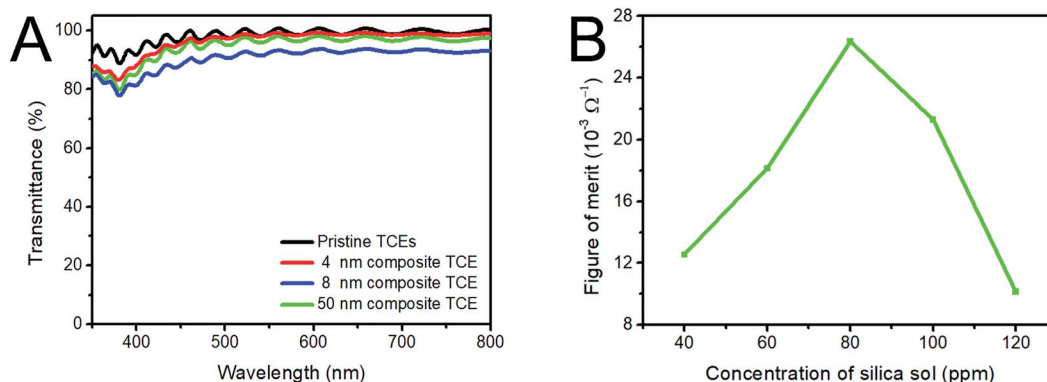 A
Transmittance (%)
100
80
60
40
20
0
Pristine TCEs
4 nm composite TCE
8 nm composite TCE
50 nm composite TCE
400 500 600 700 800
Wavelength (nm)
B
Figure of merit (10⁻³ Ω⁻¹)
28
24
20
16
12
8
40 60 80 100 120
Concentration of silica sol (ppm)